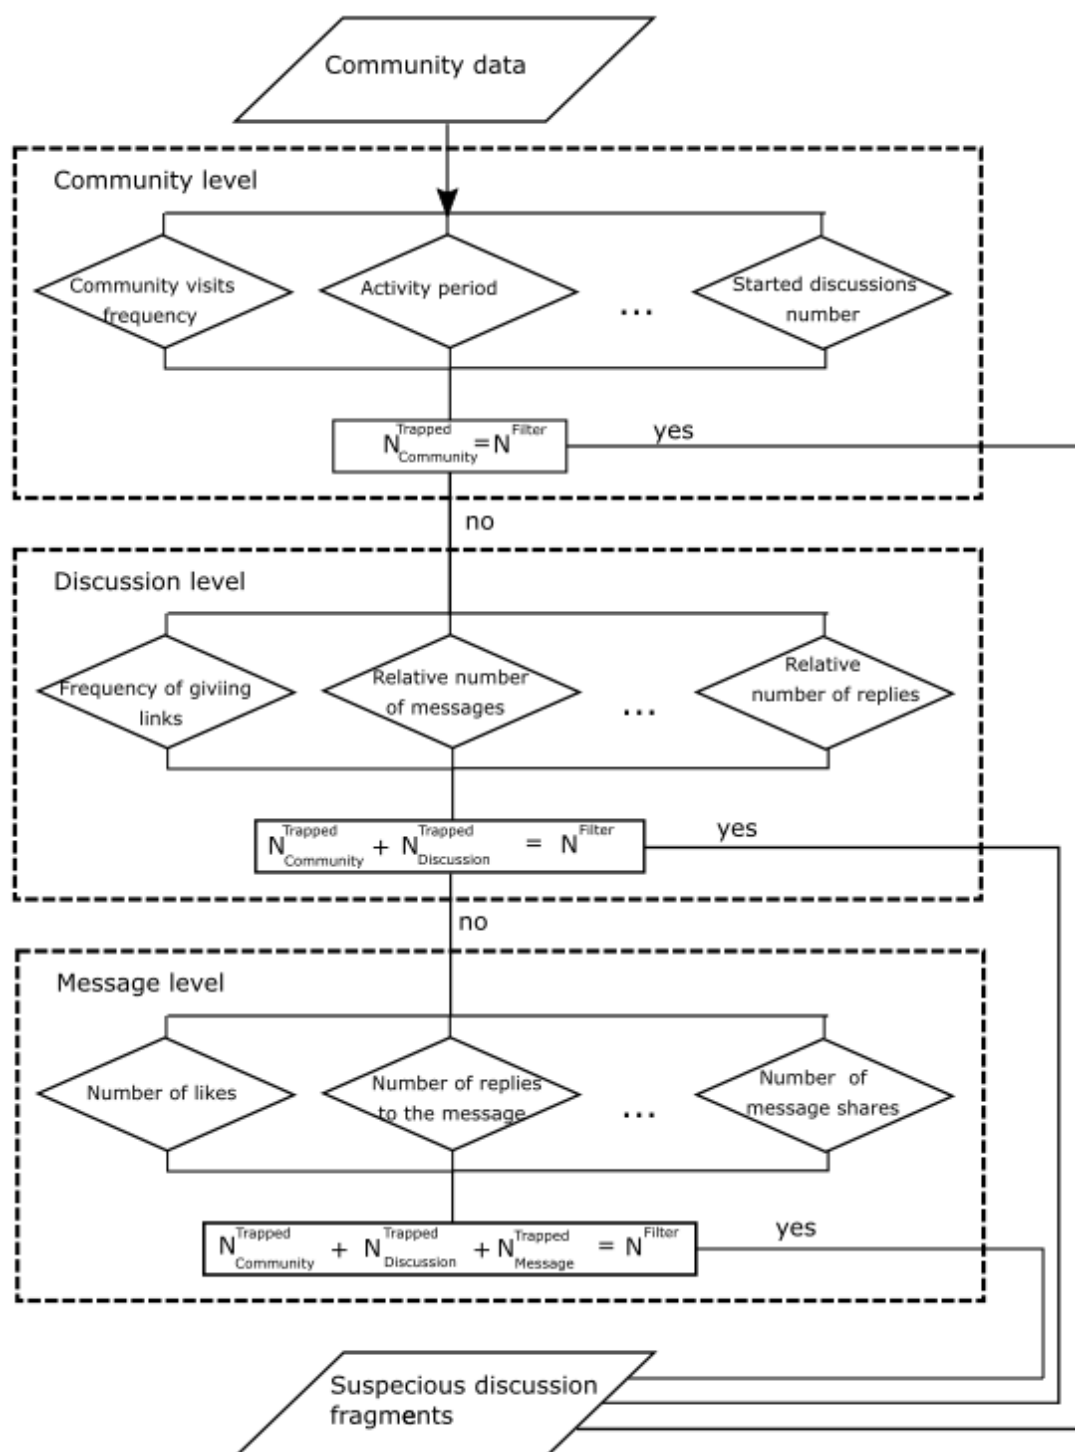 Community data
Community level
Community visits
frequency
Activity period
...
Started discussions
number
N Trapped Community = N Filter
yes
no
Discussion level
Frequency of giviing
links
Relative number
of messages
...
Relative
number of replies
N Trapped Community + N Trapped Discussion = N Filter
yes
no
Message level
Number of likes
Number of replies
to the message
...
Number of
message shares
N Trapped Community + N Trapped Discussion + N Trapped Message = N Filter
yes
Suspecious discussion
fragments